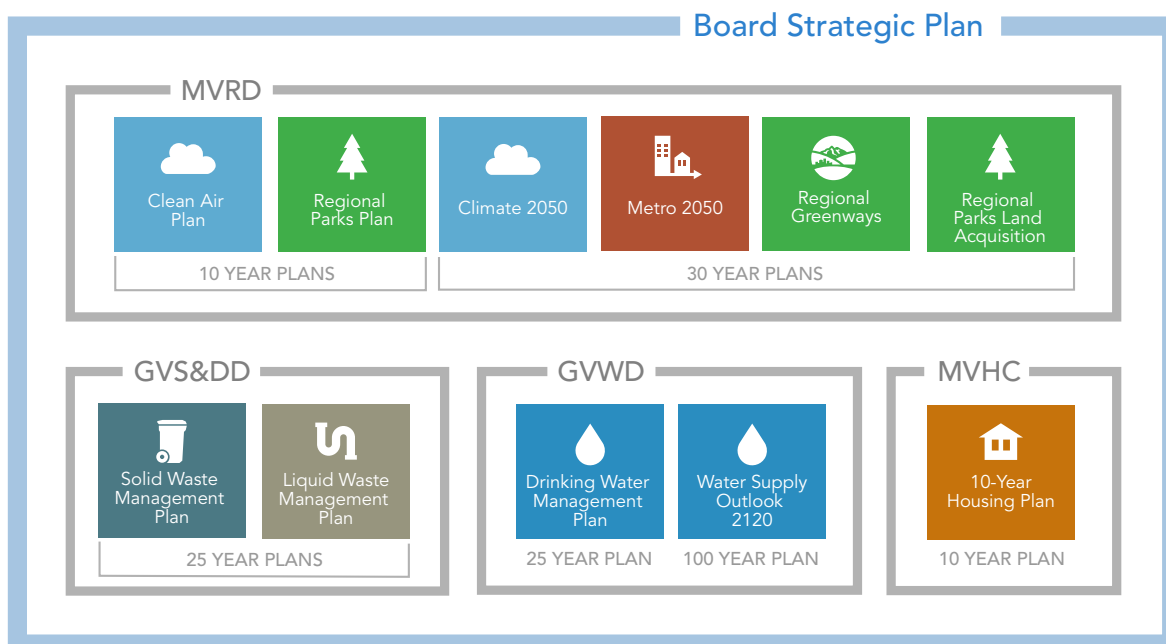 Board Strategic Plan
MVRD
Clean Air
Plan
Regional
Parks Plan
Climate 2050
Metro 2050
Regional
Greenways
Regional
Parks Land
Acquisition
10 YEAR PLANS
30 YEAR PLANS
GVS&DD
Solid Waste
Management
Plan
Liquid Waste
Management
Plan
25 YEAR PLANS
GVWD
Drinking Water
Management
Plan
Water Supply
Outlook
2120
25 YEAR PLAN
100 YEAR PLAN
MVHC
10-Year
Housing Plan
10 YEAR PLAN